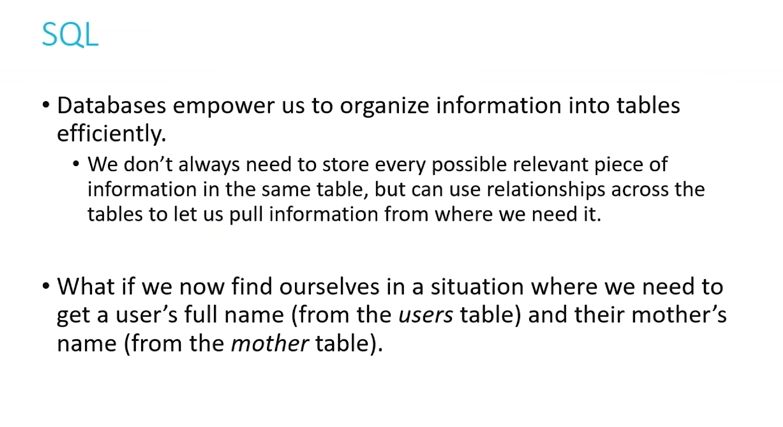 SQL
• Databases empower us to organize information into tables
efficiently.
• We don’t always need to store every possible relevant piece of
information in the same table, but can use relationships across the
tables to let us pull information from where we need it.
• What if we now find ourselves in a situation where we need to
get a user’s full name (from the users table) and their mother’s
name (from the mother table).